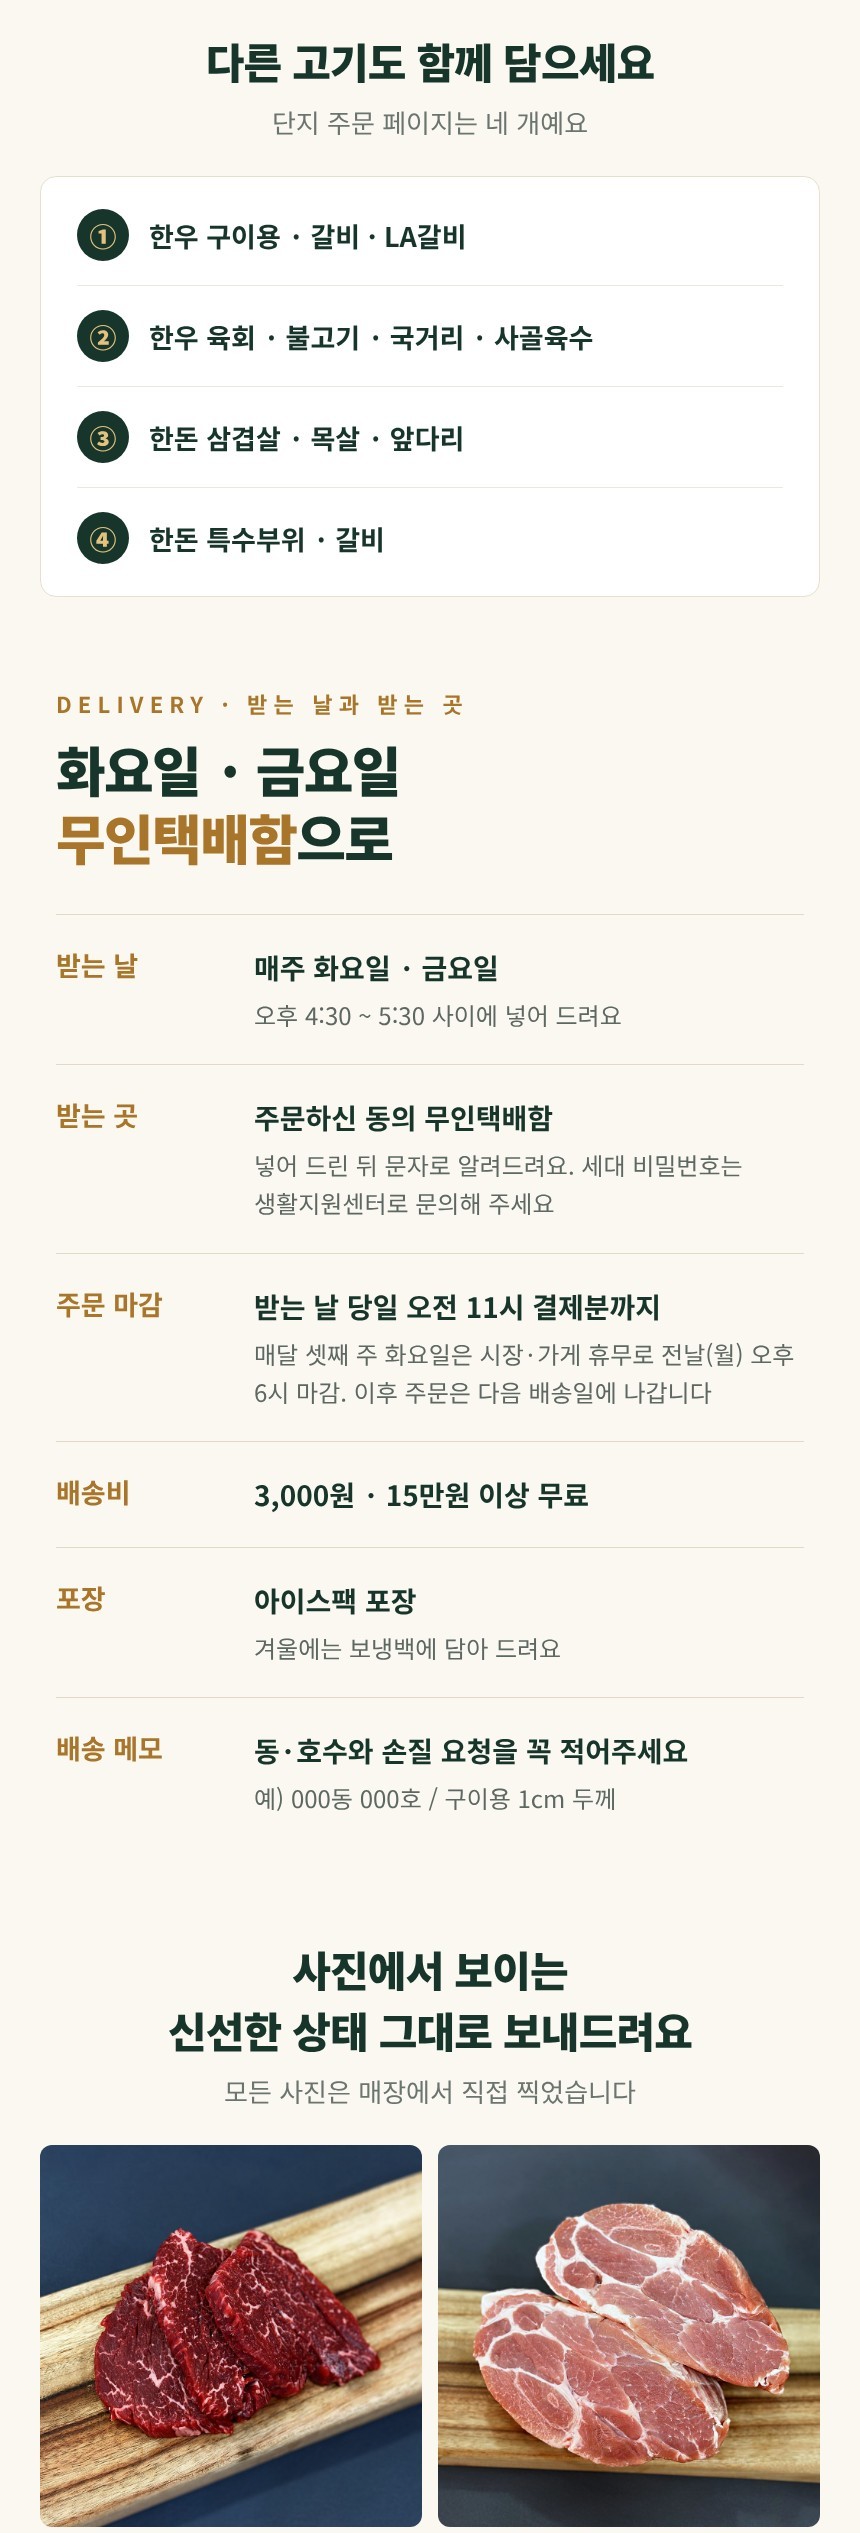 다른 고기도 함께 담으세요
단지 주문 페이지는 네 개예요
① 한우 구이용 · 갈비 · LA갈비
② 한우 육회 · 불고기 · 국거리 · 사골육수
③ 한돈 삼겹살 · 목살 · 앞다리
④ 한돈 특수부위 · 갈비
DELIVERY · 받는 날과 받는 곳
화요일 · 금요일
무인택배함으로
받는 날
매주 화요일 · 금요일
오후 4:30 ~ 5:30 사이에 넣어 드려요
받는 곳
주문하신 동의 무인택배함
넣어 드린 뒤 문자로 알려드려요. 세대 비밀번호는
생활지원센터로 문의해 주세요
주문 마감
받는 날 당일 오전 11시 결제분까지
매달 셋째 주 화요일은 시장·가게 휴무로 전날(월) 오후
6시 마감. 이후 주문은 다음 배송일에 나갑니다
배송비
3,000원 · 15만원 이상 무료
포장
아이스팩 포장
겨울에는 보냉백에 담아 드려요
배송 메모
동·호수와 손질 요청을 꼭 적어주세요
예) 000동 000호 / 구이용 1cm 두께
사진에서 보이는
신선한 상태 그대로 보내드려요
모든 사진은 매장에서 직접 찍었습니다